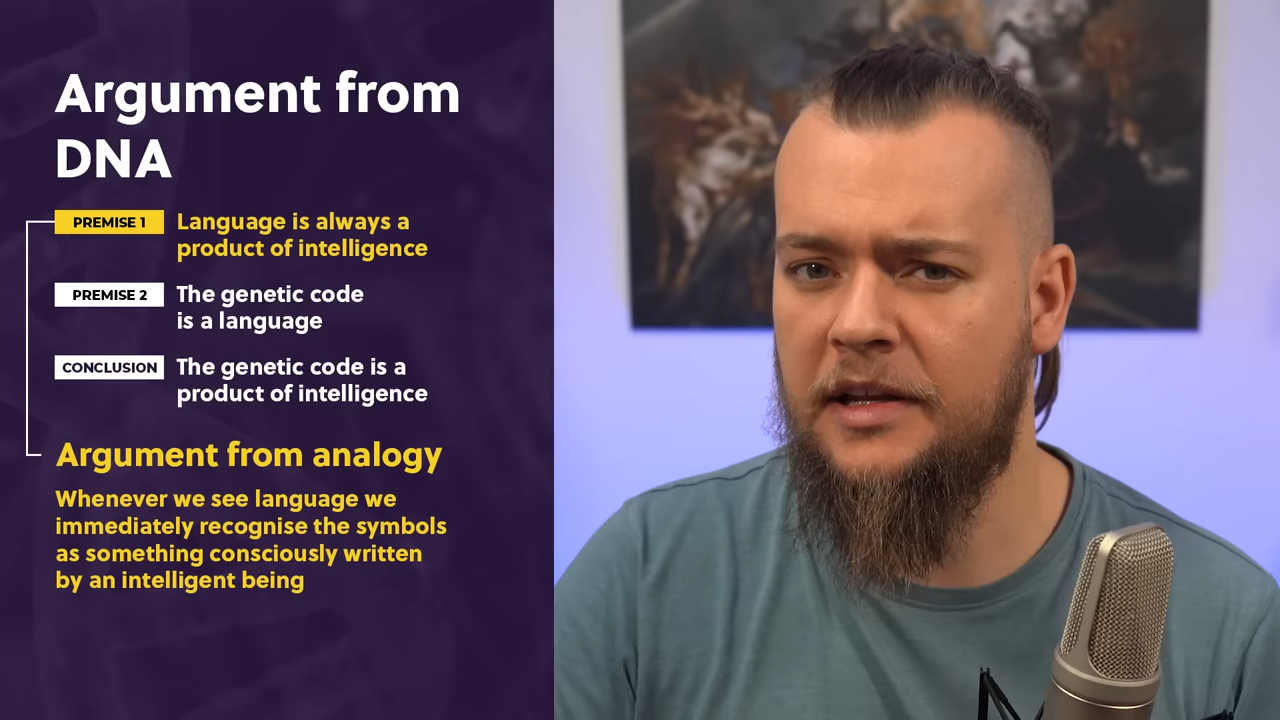 Argument from
DNA
PREMISE 1 Language is always a
product of intelligence
PREMISE 2 The genetic code
is a language
CONCLUSION The genetic code is a
product of intelligence
Argument from analogy
Whenever we see language we
immediately recognise the symbols
as something consciously written
by an intelligent being